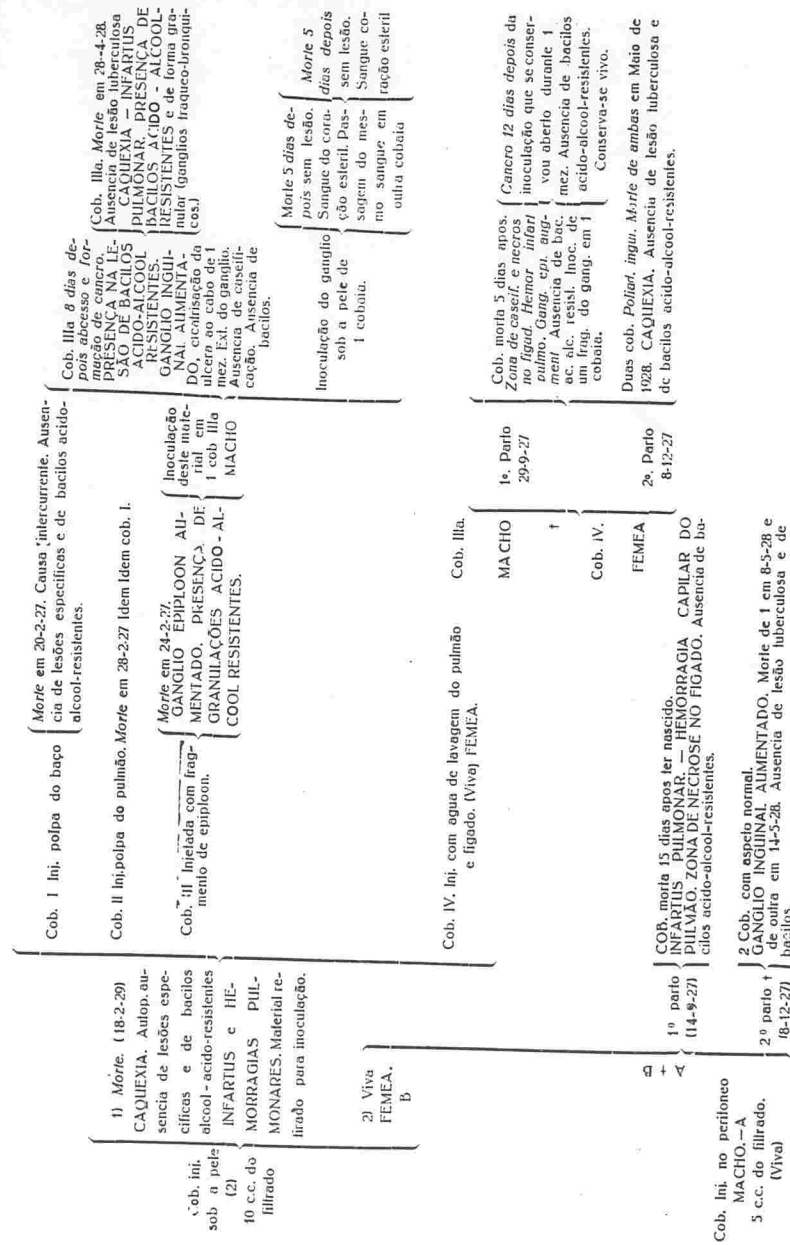 Cob. inj.
sob a pele
(2)
10 c.c. do
filtrado
1) Morte. (18-2-29)
CAQUEXIA. Autop. au-
sencia de lesões espe-
cificas e de bacilos
alcool-acido-resistentes
INFARTUS e HE-
MORRAGIAS PUL-
MONARES. Material re-
tirado para inoculação.
2) Viva
FEMEA.
B
Cob. I Inj. polpa do baço
Morte em 20-2-27. Causa intercurrente. Ausen-
cia de lesões especificas e de bacilos acido-
alcool-resistentes.
Cob. II Inj. polpa do pulmão. Morte em 28-2-27 Idem Idem cob. I.
Cob. III Injetada com frag-
mento de epiploon.
Morte em 24-2-27.
GANGLIO EPIPLOON AU-
MENTADO. PRESENÇA DE
GRANULAÇÕES ACIDO-AL-
COOL RESISTENTES.
Inoculação
deste mate-
rial em
1 cob IIIa
MACHO
Cob. IIIa 8 dias de-
pois abcesso e for-
mação de cancro.
PRESENÇA NA LE-
SÃO DE BACILOS
ACIDO-ALCOOL
RESISTENTES.
GANGLIO INGUI-
NAL AUMENTA-
DO, cicatrisação da
ulcera ao cabo de 1
mez. Ext. do ganglio.
Ausencia de caseifi-
cação. Ausencia de
bacilos.
Cob. IIIa. Morte em 28-4-28.
Ausencia de lesão tuberculosa
CAQUEXIA — INFARTUS
PULMONAR. PRESENÇA DE
BACILOS ACIDO - ALCOOL-
RESISTENTES e de forma gra-
nular (ganglios traqueo-bronqui-
cos.)
Inoculação do ganglio
sob a pele de
1 cobaia.
Morte 5 dias de-
pois sem lesão.
Sangue do cora-
ção esteril. Pas-
sagem do mes-
mo sangue em
outra cobaia
Morte 5
dias depois
sem lesão.
Sangue co-
ração esteril
Cob. IV. Inj. com agua de lavagem do pulmão
e figado. (Viva) FEMEA.
Cob. IIIa.
MACHO
†
Cob. IV.
FEMEA
1º. Parto
29-9-27
Cob. morta 5 dias apos.
Zona de caseif. e necros
no figad. Hemor infart
pulmo. Gang. epi. aug-
ment Ausencia de bac.
ac. alc. resist. Inoc. de
um frag. do gang. em 1
cobaia.
Cancro 12 dias depois da
inoculação que se conser-
vou aberto durante 1
mez. Ausencia de bacilos
acido-alcool-resistentes.
Conserva-se vivo.
2º. Parto
8-12-27
Duas cob. Poliari. ingui. Morte de ambas em Maio de
1928. CAQUEXIA. Ausencia de lesão tuberculosa e
de bacilos acido-alcool-resistentes.
Cob. Inj. no peritoneo
MACHO.—A
5 c.c. do filtrado.
(Viva)
A + B
1º parto
(14-9-27)
COB. morta 15 dias apos ter nascido.
INFARTUS PULMONAR. — HEMORRAGIA CAPILAR DO
PULMÃO. ZONA DE NECROSE NO FIGADO. Ausencia de ba-
cilos acido-alcool-resistentes.
2º parto †
(8-12-27)
2 Cob. com aspeto normal.
GANGLIO INGUINAL AUMENTADO. Morte de 1 em 8-5-28 e
de outra em 14-5-28. Ausencia de lesão tuberculosa e de
bacilos